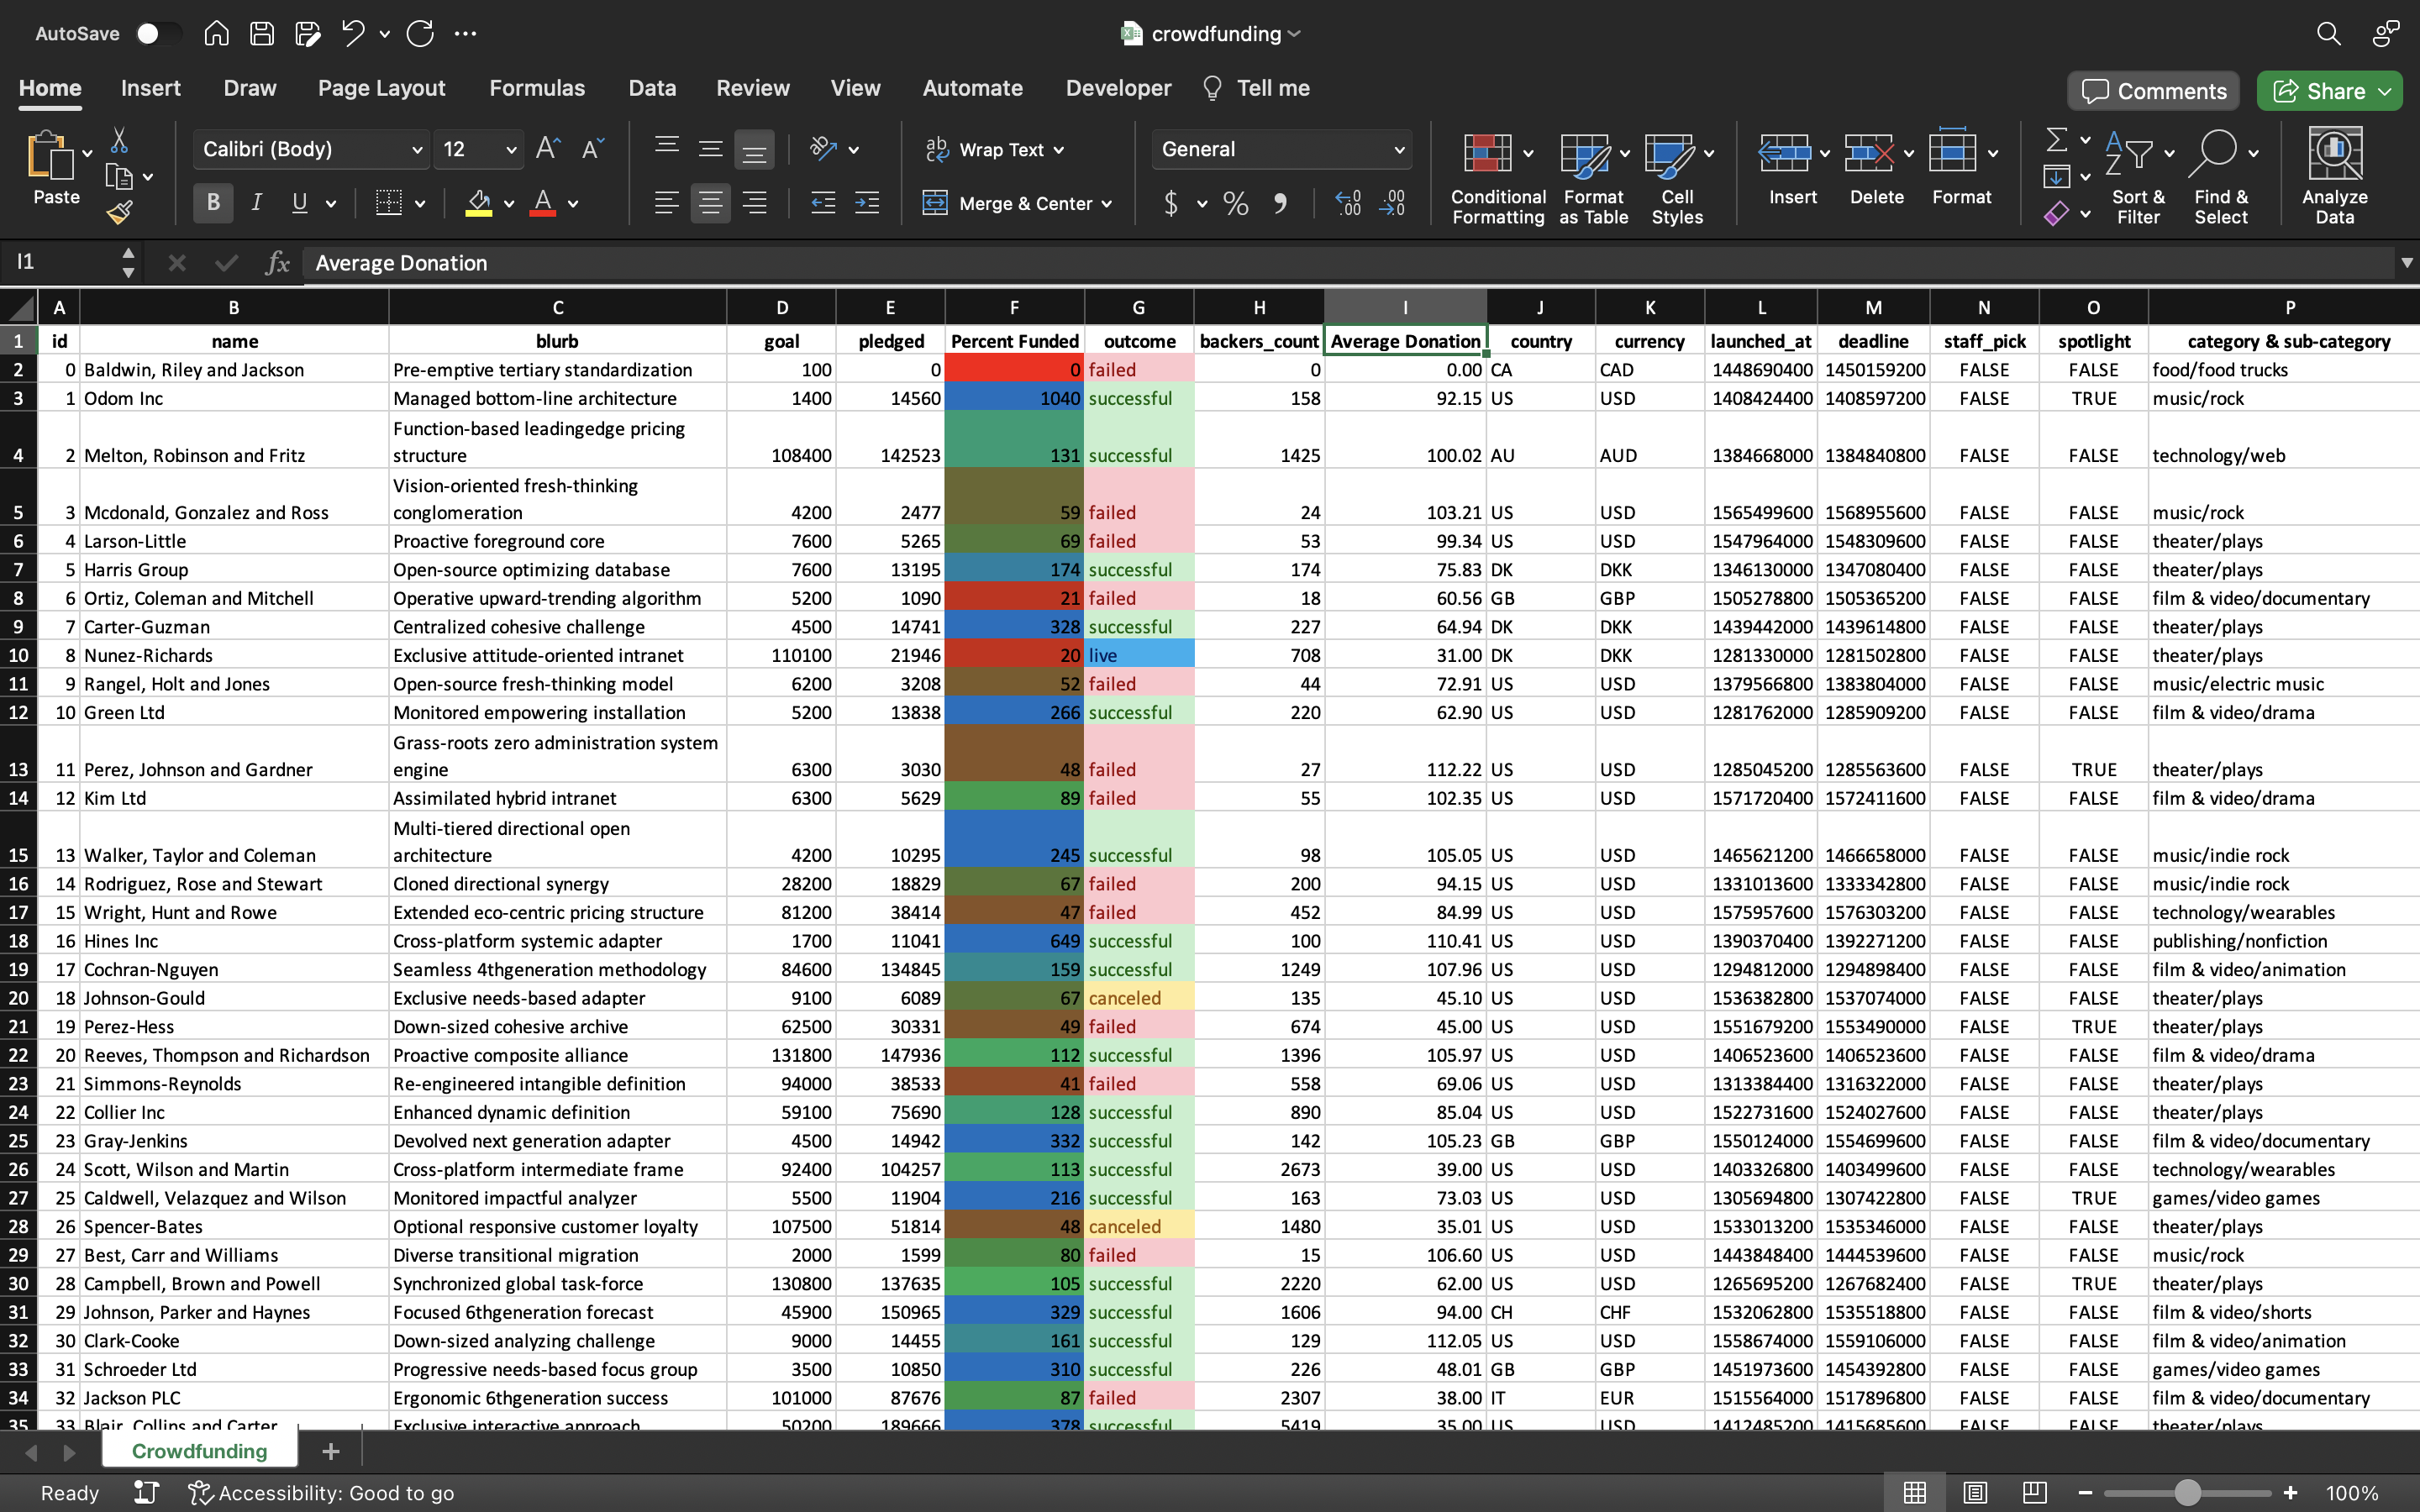 AutoSave
crowdfunding
Home Insert Draw Page Layout Formulas Data Review View Automate Developer Tell me
Comments Share
Paste
Calibri (Body) 12
Wrap Text
General
B I U
Merge & Center
Conditional Formatting
Format as Table
Cell Styles
Insert
Delete
Format
Sort & Filter
Find & Select
Analyze Data
I1 fx Average Donation
A B C D E F G H I J K L M N O P
1 id name blurb goal pledged Percent Funded outcome backers_count Average Donation country currency launched_at deadline staff_pick spotlight category & sub-category
2 0 Baldwin, Riley and Jackson Pre-emptive tertiary standardization 100 0 0 failed 0 0.00 CA CAD 1448690400 1450159200 FALSE FALSE food/food trucks
3 1 Odom Inc Managed bottom-line architecture 1400 14560 1040 successful 158 92.15 US USD 1408424400 1408597200 FALSE TRUE music/rock
Function-based leadingedge pricing
4 2 Melton, Robinson and Fritz structure 108400 142523 131 successful 1425 100.02 AU AUD 1384668000 1384840800 FALSE FALSE technology/web
Vision-oriented fresh-thinking
5 3 Mcdonald, Gonzalez and Ross conglomeration 4200 2477 59 failed 24 103.21 US USD 1565499600 1568955600 FALSE FALSE music/rock
6 4 Larson-Little Proactive foreground core 7600 5265 69 failed 53 99.34 US USD 1547964000 1548309600 FALSE FALSE theater/plays
7 5 Harris Group Open-source optimizing database 7600 13195 174 successful 174 75.83 DK DKK 1346130000 1347080400 FALSE FALSE theater/plays
8 6 Ortiz, Coleman and Mitchell Operative upward-trending algorithm 5200 1090 21 failed 18 60.56 GB GBP 1505278800 1505365200 FALSE FALSE film & video/documentary
9 7 Carter-Guzman Centralized cohesive challenge 4500 14741 328 successful 227 64.94 DK DKK 1439442000 1439614800 FALSE FALSE theater/plays
10 8 Nunez-Richards Exclusive attitude-oriented intranet 110100 21946 20 live 708 31.00 DK DKK 1281330000 1281502800 FALSE FALSE theater/plays
11 9 Rangel, Holt and Jones Open-source fresh-thinking model 6200 3208 52 failed 44 72.91 US USD 1379566800 1383804000 FALSE FALSE music/electric music
12 10 Green Ltd Monitored empowering installation 5200 13838 266 successful 220 62.90 US USD 1281762000 1285909200 FALSE FALSE film & video/drama
Grass-roots zero administration system
13 11 Perez, Johnson and Gardner engine 6300 3030 48 failed 27 112.22 US USD 1285045200 1285563600 FALSE TRUE theater/plays
14 12 Kim Ltd Assimilated hybrid intranet 6300 5629 89 failed 55 102.35 US USD 1571720400 1572411600 FALSE FALSE film & video/drama
Multi-tiered directional open
15 13 Walker, Taylor and Coleman architecture 4200 10295 245 successful 98 105.05 US USD 1465621200 1466658000 FALSE FALSE music/indie rock
16 14 Rodriguez, Rose and Stewart Cloned directional synergy 28200 18829 67 failed 200 94.15 US USD 1331013600 1333342800 FALSE FALSE music/indie rock
17 15 Wright, Hunt and Rowe Extended eco-centric pricing structure 81200 38414 47 failed 452 84.99 US USD 1575957600 1576303200 FALSE FALSE technology/wearables
18 16 Hines Inc Cross-platform systemic adapter 1700 11041 649 successful 100 110.41 US USD 1390370400 1392271200 FALSE FALSE publishing/nonfiction
19 17 Cochran-Nguyen Seamless 4thgeneration methodology 84600 134845 159 successful 1249 107.96 US USD 1294812000 1294898400 FALSE FALSE film & video/animation
20 18 Johnson-Gould Exclusive needs-based adapter 9100 6089 67 canceled 135 45.10 US USD 1536382800 1537074000 FALSE FALSE theater/plays
21 19 Perez-Hess Down-sized cohesive archive 62500 30331 49 failed 674 45.00 US USD 1551679200 1553490000 FALSE TRUE theater/plays
22 20 Reeves, Thompson and Richardson Proactive composite alliance 131800 147936 112 successful 1396 105.97 US USD 1406523600 1406523600 FALSE FALSE film & video/drama
23 21 Simmons-Reynolds Re-engineered intangible definition 94000 38533 41 failed 558 69.06 US USD 1313384400 1316322000 FALSE FALSE theater/plays
24 22 Collier Inc Enhanced dynamic definition 59100 75690 128 successful 890 85.04 US USD 1522731600 1524027600 FALSE FALSE theater/plays
25 23 Gray-Jenkins Devolved next generation adapter 4500 14942 332 successful 142 105.23 GB GBP 1550124000 1554699600 FALSE FALSE film & video/documentary
26 24 Scott, Wilson and Martin Cross-platform intermediate frame 92400 104257 113 successful 2673 39.00 US USD 1403326800 1403499600 FALSE FALSE technology/wearables
27 25 Caldwell, Velazquez and Wilson Monitored impactful analyzer 5500 11904 216 successful 163 73.03 US USD 1305694800 1307422800 FALSE TRUE games/video games
28 26 Spencer-Bates Optional responsive customer loyalty 107500 51814 48 canceled 1480 35.01 US USD 1533013200 1535346000 FALSE FALSE theater/plays
29 27 Best, Carr and Williams Diverse transitional migration 2000 1599 80 failed 15 106.60 US USD 1443848400 1444539600 FALSE FALSE music/rock
30 28 Campbell, Brown and Powell Synchronized global task-force 130800 137635 105 successful 2220 62.00 US USD 1265695200 1267682400 FALSE TRUE theater/plays
31 29 Johnson, Parker and Haynes Focused 6thgeneration forecast 45900 150965 329 successful 1606 94.00 CH CHF 1532062800 1535518800 FALSE FALSE film & video/shorts
32 30 Clark-Cooke Down-sized analyzing challenge 9000 14455 161 successful 129 112.05 US USD 1558674000 1559106000 FALSE FALSE film & video/animation
33 31 Schroeder Ltd Progressive needs-based focus group 3500 10850 310 successful 226 48.01 GB GBP 1451973600 1454392800 FALSE FALSE games/video games
34 32 Jackson PLC Ergonomic 6thgeneration success 101000 87676 87 failed 2307 38.00 IT EUR 1515564000 1517896800 FALSE FALSE film & video/documentary
35 33 Blair, Collins and Carter Exclusive interactive approach 50200 189666 378 successful 5419 35.00 US USD 1412485200 1415685600 FALSE FALSE theater/plays
Crowdfunding
Ready Accessibility: Good to go 100%